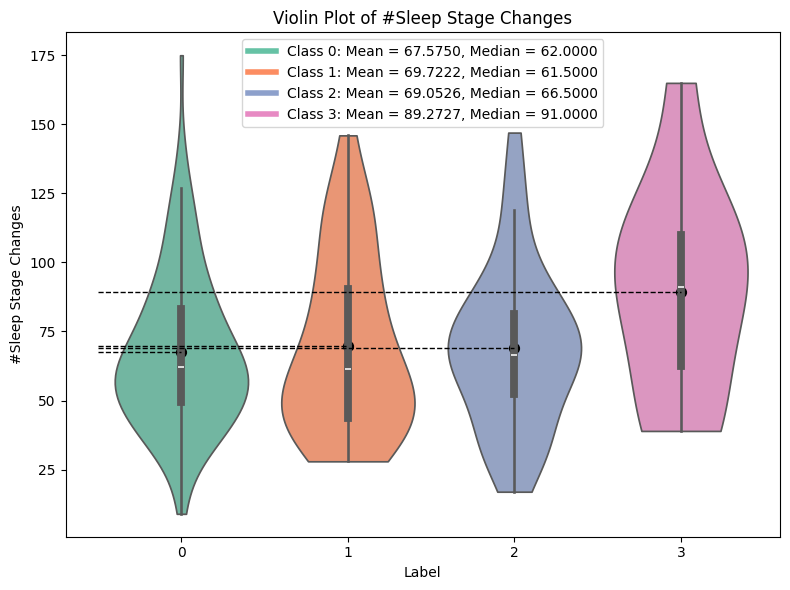 Violin Plot of #Sleep Stage Changes
Class 0: Mean = 67.5750, Median = 62.0000
Class 1: Mean = 69.7222, Median = 61.5000
Class 2: Mean = 69.0526, Median = 66.5000
Class 3: Mean = 89.2727, Median = 91.0000
#Sleep Stage Changes
175
150
125
100
75
50
25
0 1 2 3
Label